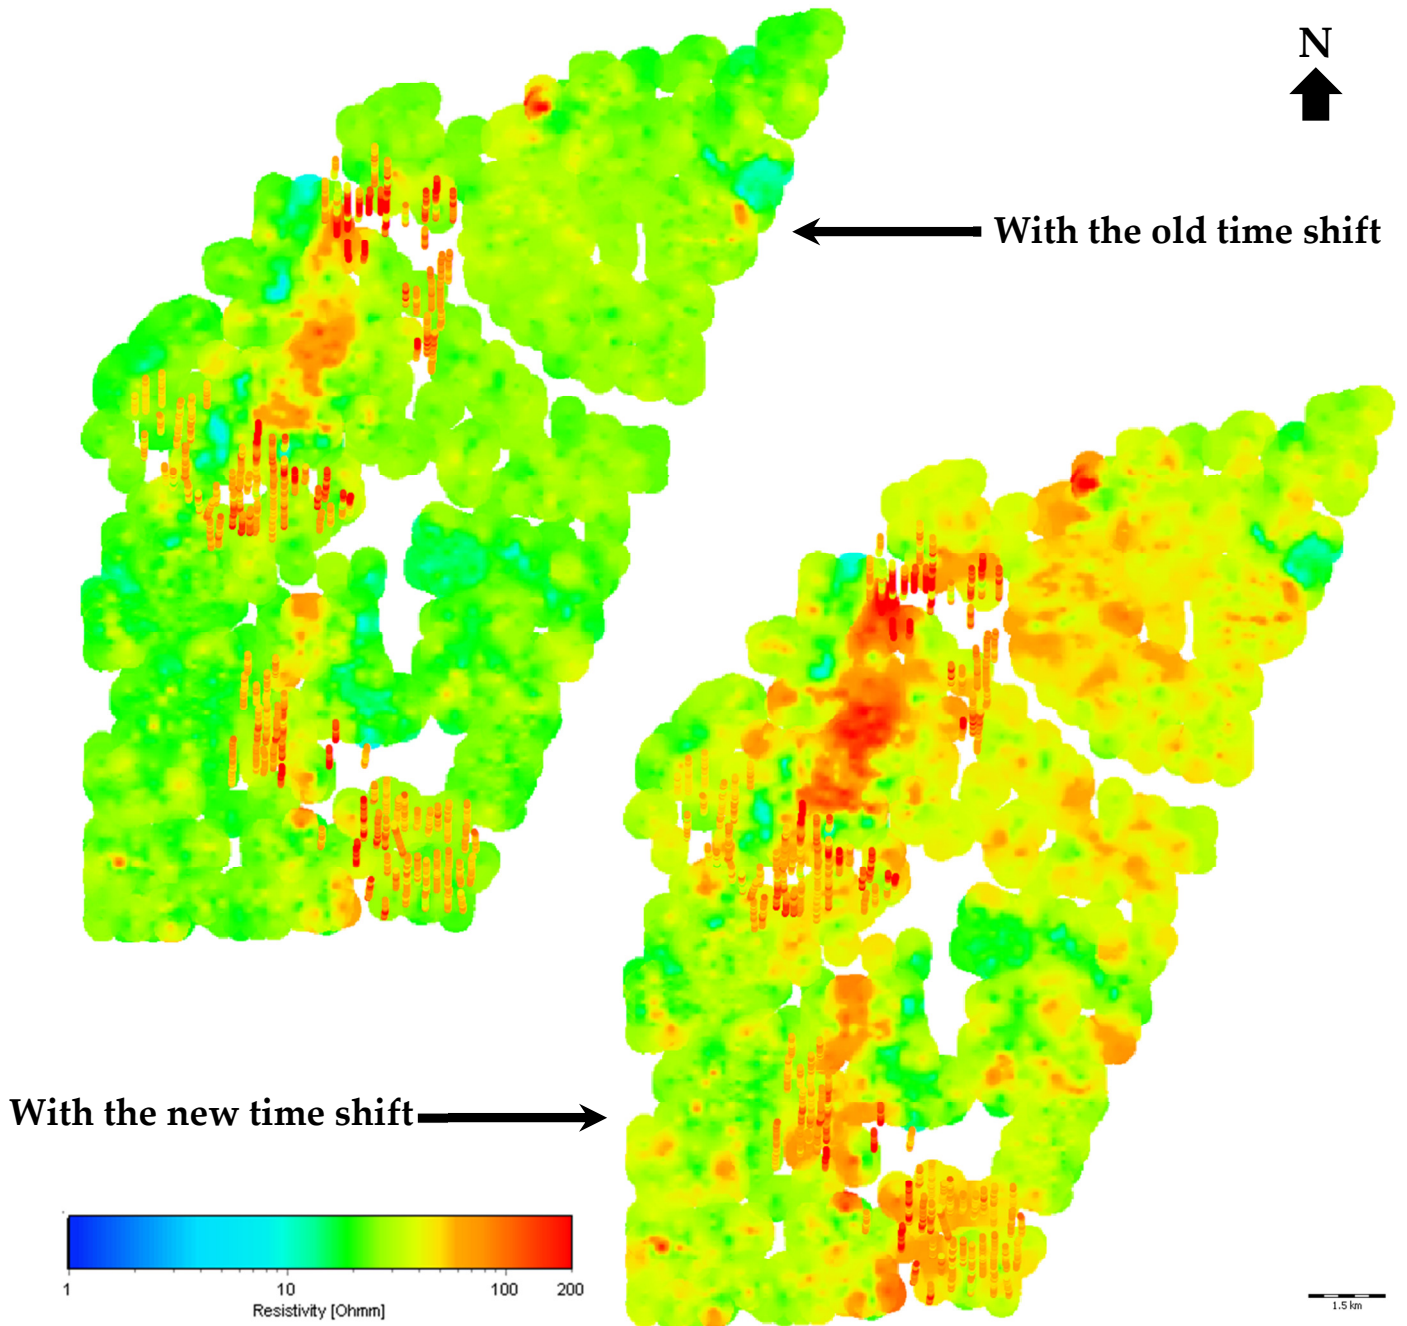 N
With the old time shift
With the new time shift
1 10 100 200
Resistivity [Ohmm]
1.5 km